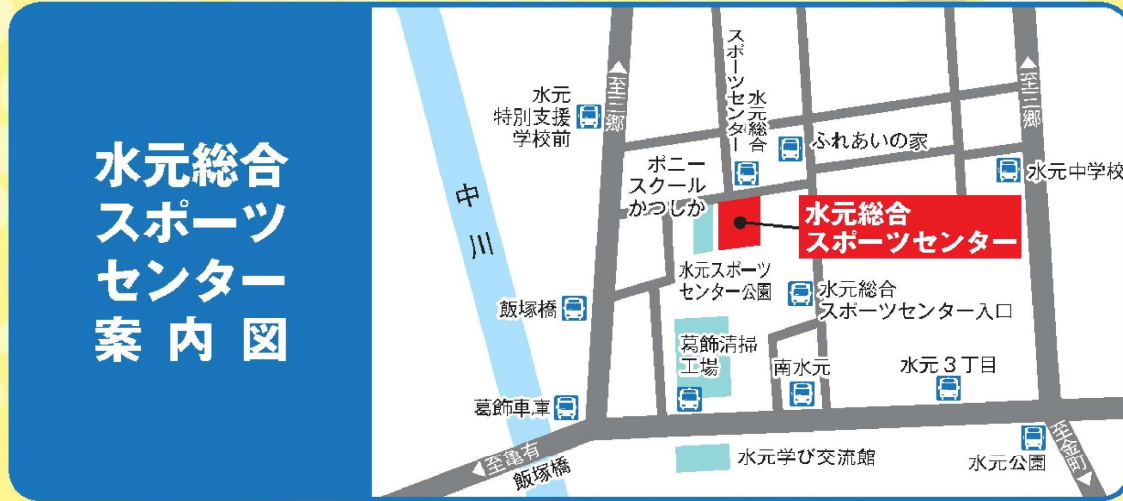 水元総合
スポーツ
センター
案内図
中川
水元
特別支援
学校前
至三郷
水元総合
スポーツセンター
ふれあいの家
至三郷
水元中学校
ポニー
スクール
かつしか
水元総合
スポーツセンター
水元スポーツ
センター公園
水元総合
スポーツセンター入口
飯塚橋
葛飾清掃
工場
南水元
水元3丁目
葛飾車庫
至亀有
飯塚橋
水元学び交流館
水元公園
至金町